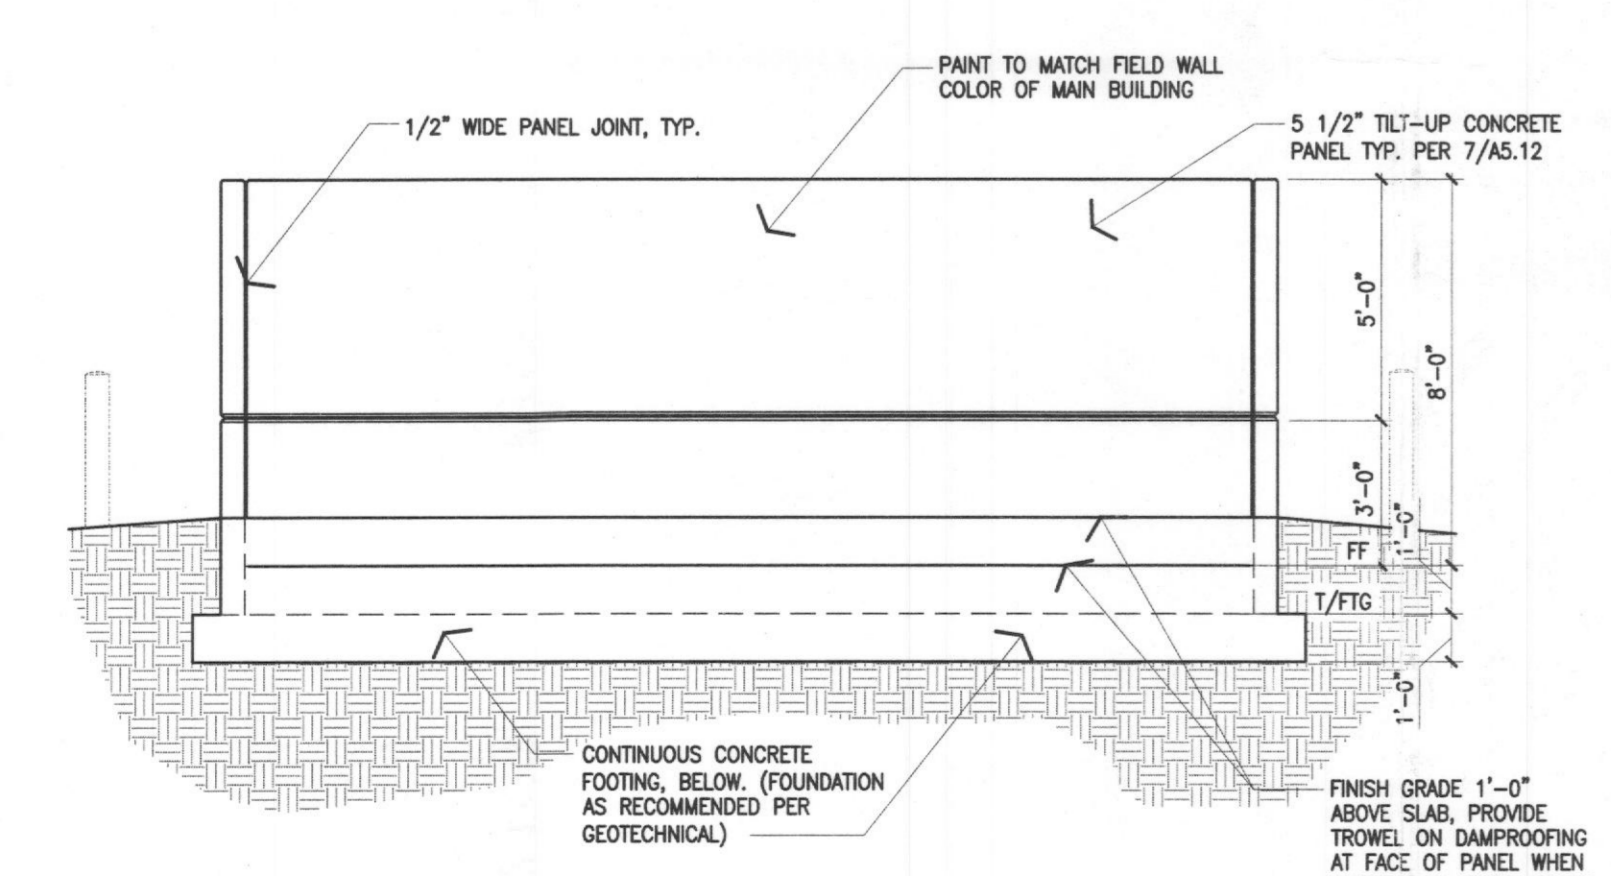 PAINT TO MATCH FIELD WALL
COLOR OF MAIN BUILDING
1/2" WIDE PANEL JOINT, TYP.
5 1/2" TILT-UP CONCRETE
PANEL TYP. PER 7/A5.12
5'-0"
8'-0"
3'-0"
1'-0"
FF
T/FTG
1'-0"
CONTINUOUS CONCRETE
FOOTING, BELOW. (FOUNDATION
AS RECOMMENDED PER
GEOTECHNICAL)
FINISH GRADE 1'-0"
ABOVE SLAB, PROVIDE
TROWEL ON DAMPROOFING
AT FACE OF PANEL WHEN